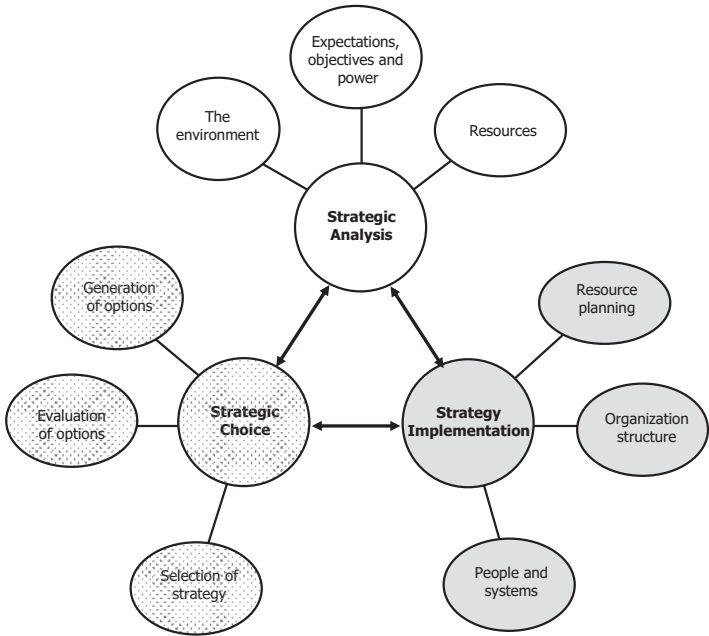 Expectations,
objectives and
power
The
environment
Resources
Strategic
Analysis
Generation
of options
Resource
planning
Evaluation
of options
Strategic
Choice
Strategy
Implementation
Organization
structure
Selection of
strategy
People and
systems